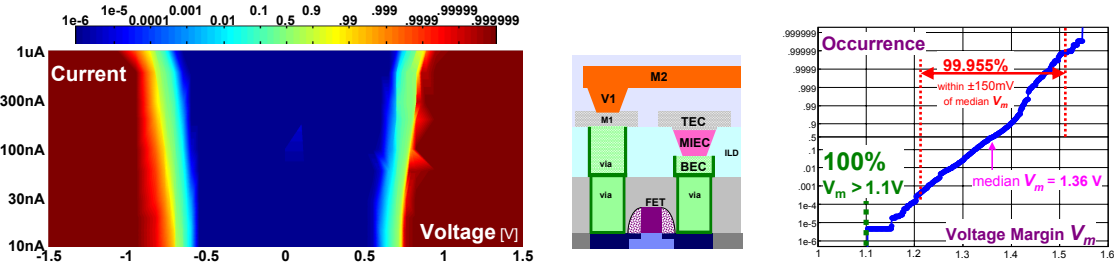 1e-6 1e-5 0.0001 0.001 0.01 0.1 0.5 0.9 .99 .999 .9999 .99999 .999999
Current
1uA
300nA
100nA
30nA
10nA
Voltage [V]
-1.5 -1 -0.5 0 0.5 1 1.5
M2
V1
M1
TEC
MIEC
ILD
via
BEC
via
via
FET
Occurrence
.999999
.99999
.9999
.999
.99
.9
.5
.1
.01
.001
1e-4
1e-5
1e-6
99.955%
within ±150mV
of median Vm
100%
Vm > 1.1V
median Vm = 1.36 V
Voltage Margin Vm
1 1.1 1.2 1.3 1.4 1.5 1.6